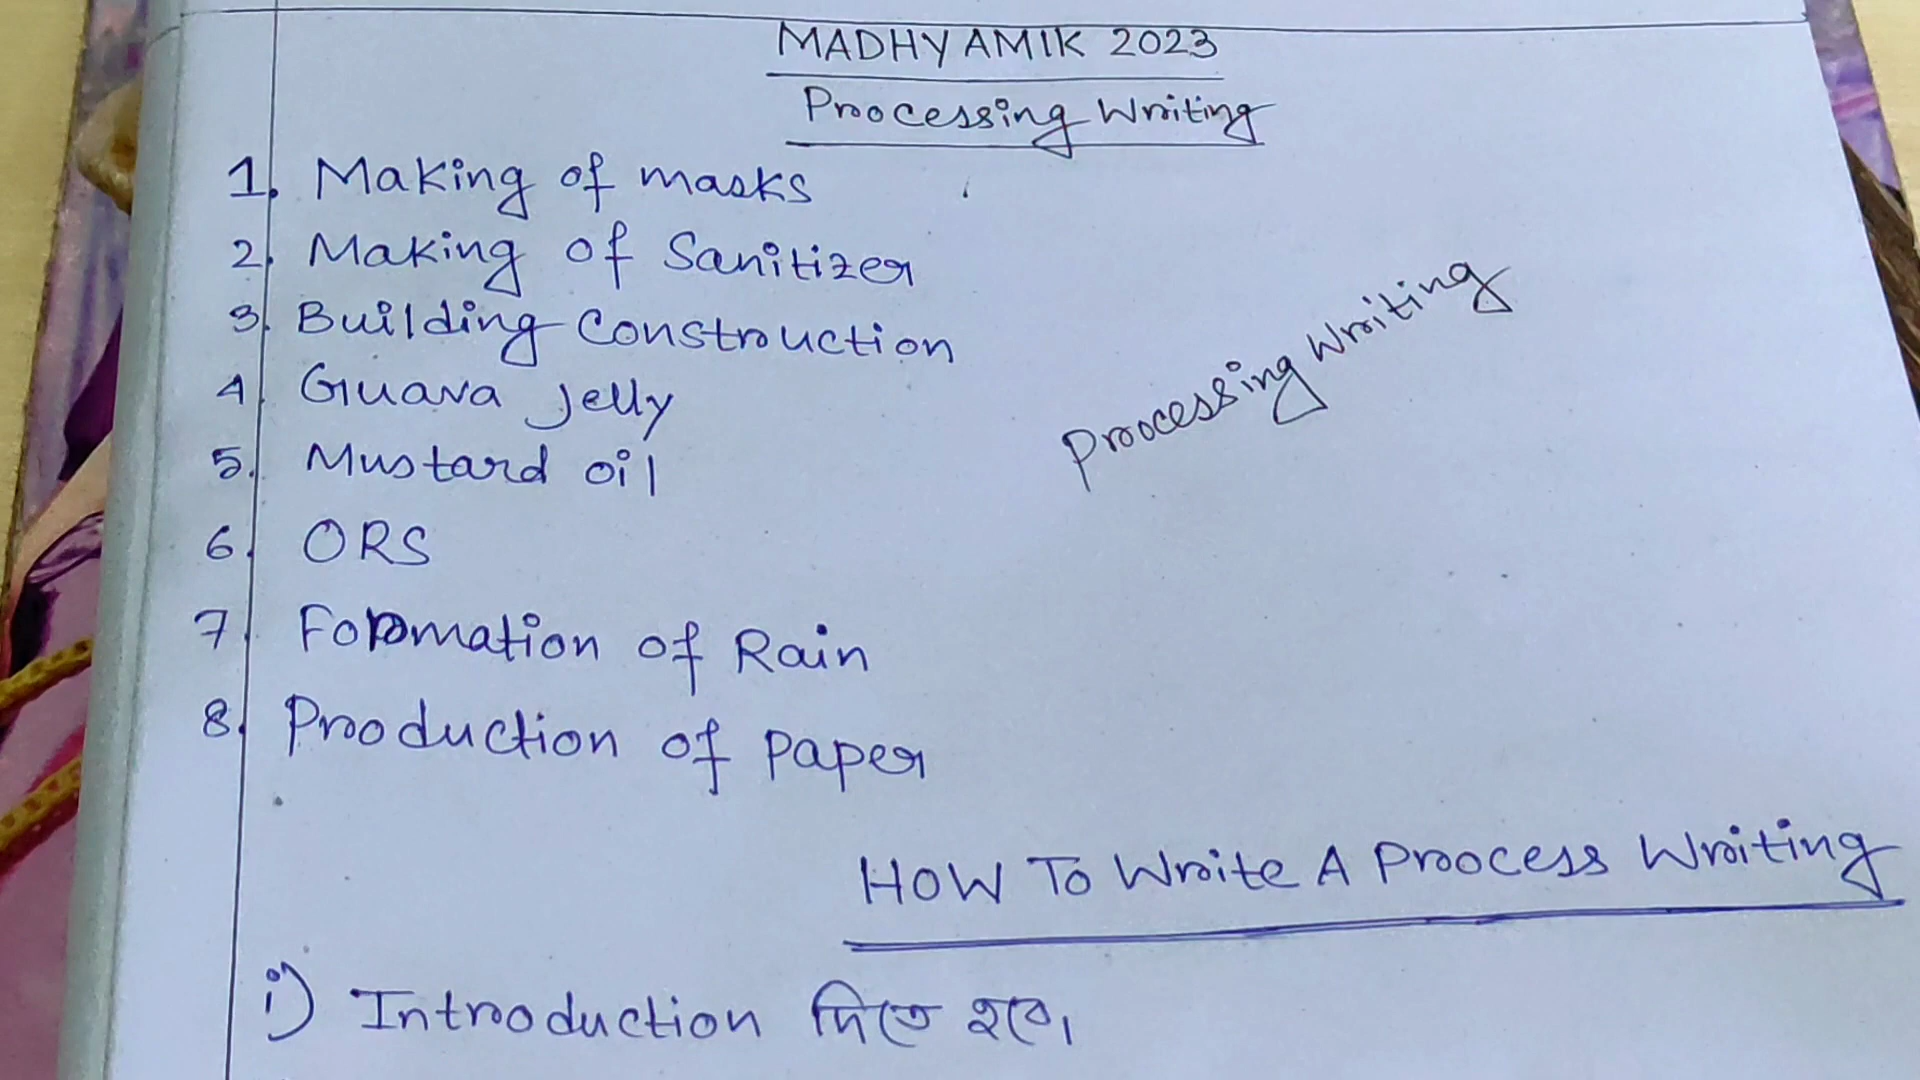 MADHYAMIK 2023
Processing Writing
1. Making of masks
2. Making of Sanitizer
3. Building Construction
4. Guava Jelly
5. Mustard oil
6. ORS
7. Formation of Rain
8. Production of paper
Processing Writing
HOW To Write A Process Writing
i) Introduction দিতে হবে।